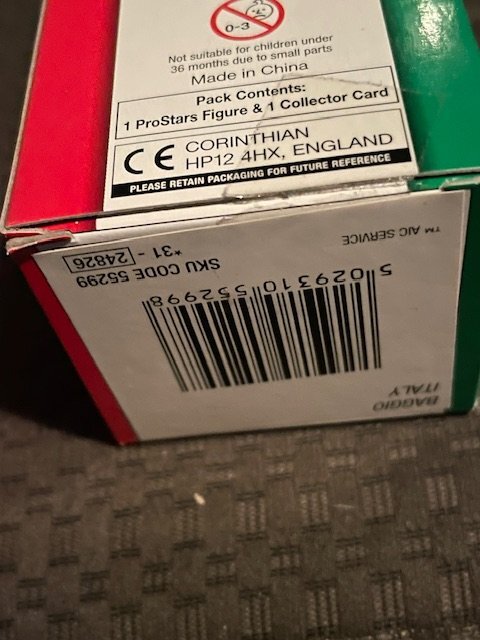 0-3
Not suitable for children under
36 months due to small parts
Made in China
Pack Contents:
1 ProStars Figure & 1 Collector Card
CE CORINTHIAN
HP12 4HX, ENGLAND
PLEASE RETAIN PACKAGING FOR FUTURE REFERENCE
BAGGIO
ITALY
5 029310 552998
™ AIC SERVICE
SKU CODE 55299
*31 - 24826